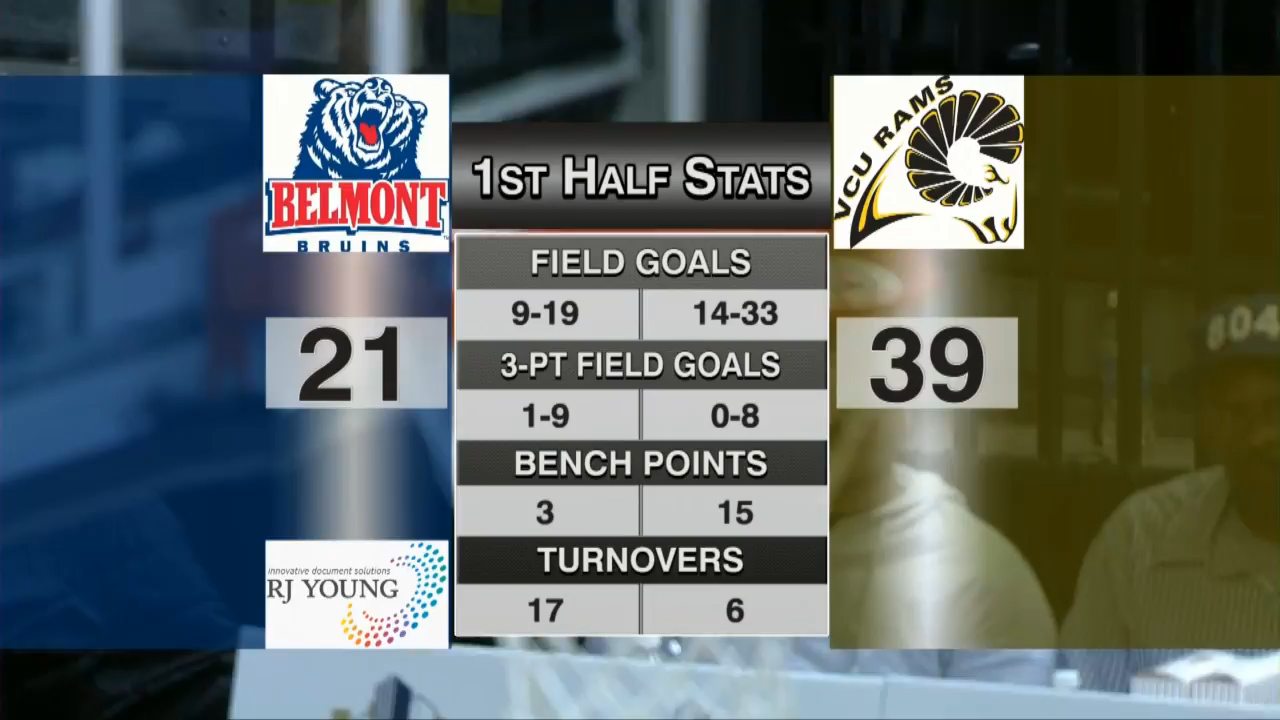 BELMONT
BRUINS
VCU RAMS
1ST HALF STATS
FIELD GOALS
9-19 14-33
21 39
3-PT FIELD GOALS
1-9 0-8
BENCH POINTS
3 15
TURNOVERS
17 6
innovative document solutions
RJ YOUNG
804